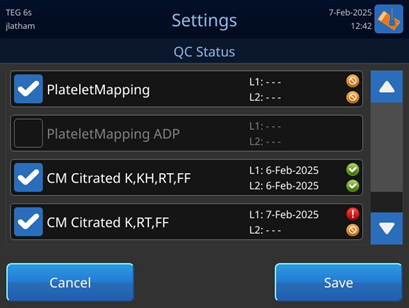 TEG 6s
jlatham
Settings
7-Feb-2025
12:42
QC Status
PlateletMapping
L1: - - -
L2: - - -
PlateletMapping ADP
L1: - - -
L2: - - -
CM Citrated K,KH,RT,FF
L1: 6-Feb-2025
L2: 6-Feb-2025
CM Citrated K,RT,FF
L1: 7-Feb-2025
L2: - - -
Cancel
Save